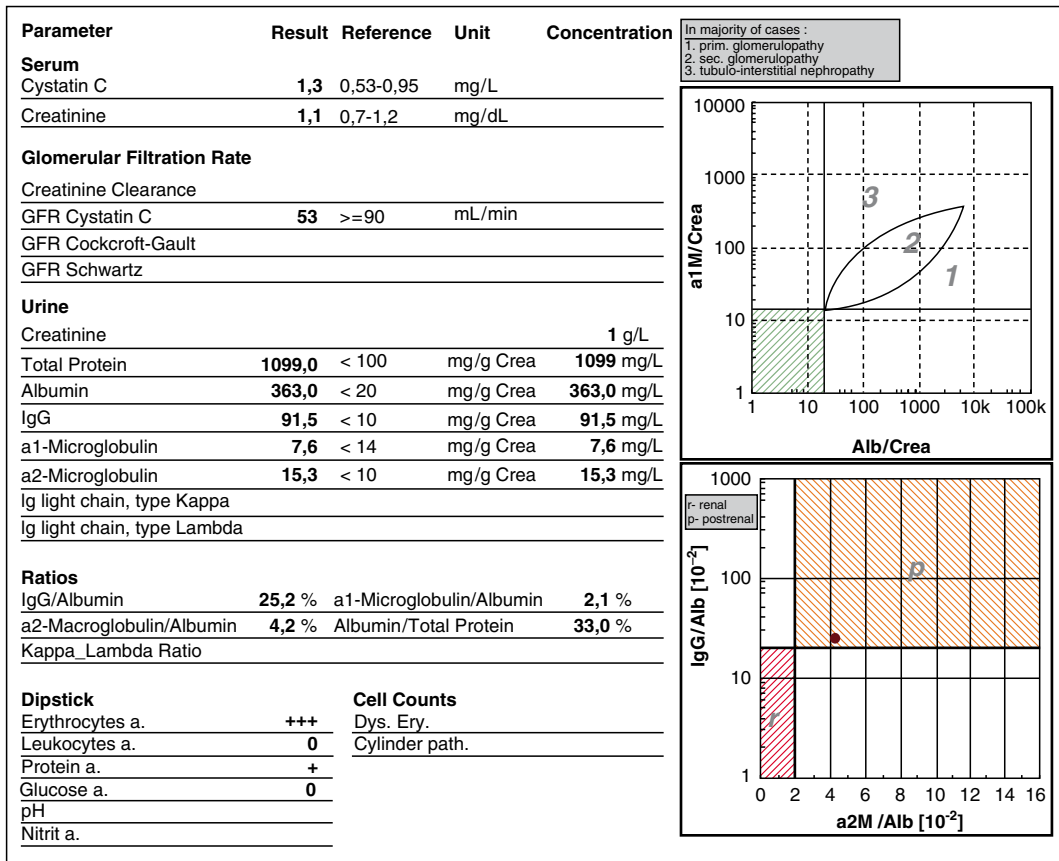 Parameter Result Reference Unit Concentration
Serum
Cystatin C 1,3 0,53-0,95 mg/L
Creatinine 1,1 0,7-1,2 mg/dL
Glomerular Filtration Rate
Creatinine Clearance
GFR Cystatin C 53 >=90 mL/min
GFR Cockcroft-Gault
GFR Schwartz
Urine
Creatinine 1 g/L
Total Protein 1099,0 < 100 mg/g Crea 1099 mg/L
Albumin 363,0 < 20 mg/g Crea 363,0 mg/L
IgG 91,5 < 10 mg/g Crea 91,5 mg/L
a1-Microglobulin 7,6 < 14 mg/g Crea 7,6 mg/L
a2-Microglobulin 15,3 < 10 mg/g Crea 15,3 mg/L
Ig light chain, type Kappa
Ig light chain, type Lambda
Ratios
IgG/Albumin 25,2 % a1-Microglobulin/Albumin 2,1 %
a2-Macroglobulin/Albumin 4,2 % Albumin/Total Protein 33,0 %
Kappa_Lambda Ratio
Dipstick Cell Counts
Erythrocytes a. +++ Dys. Ery.
Leukocytes a. 0 Cylinder path.
Protein a. +
Glucose a. 0
pH
Nitrit a.
In majority of cases :
1. prim. glomerulopathy
2. sec. glomerulopathy
3. tubulo-interstitial nephropathy
10000
1000
100
10
1
a1M/Crea
3
2
1
1 10 100 1000 10k 100k
Alb/Crea
r- renal
p- postrenal
1000
100
10
1
IgG/Alb [10⁻²]
p
r
0 2 4 6 8 10 12 14 16
a2M /Alb [10⁻²]